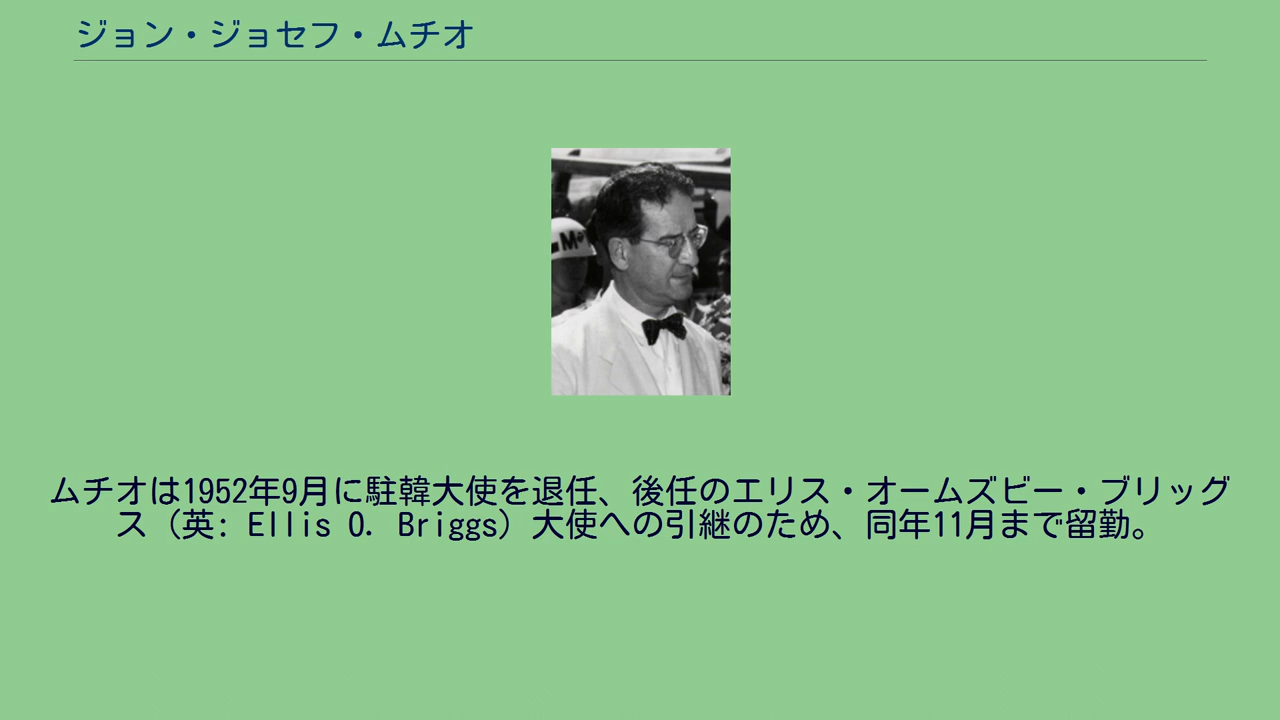 ジョン・ジョセフ・ムチオ
MP
ムチオは1952年9月に駐韓大使を退任、後任のエリス・オームズビー・ブリッグ
ス（英: Ellis O. Briggs）大使への引継のため、同年11月まで留勤。